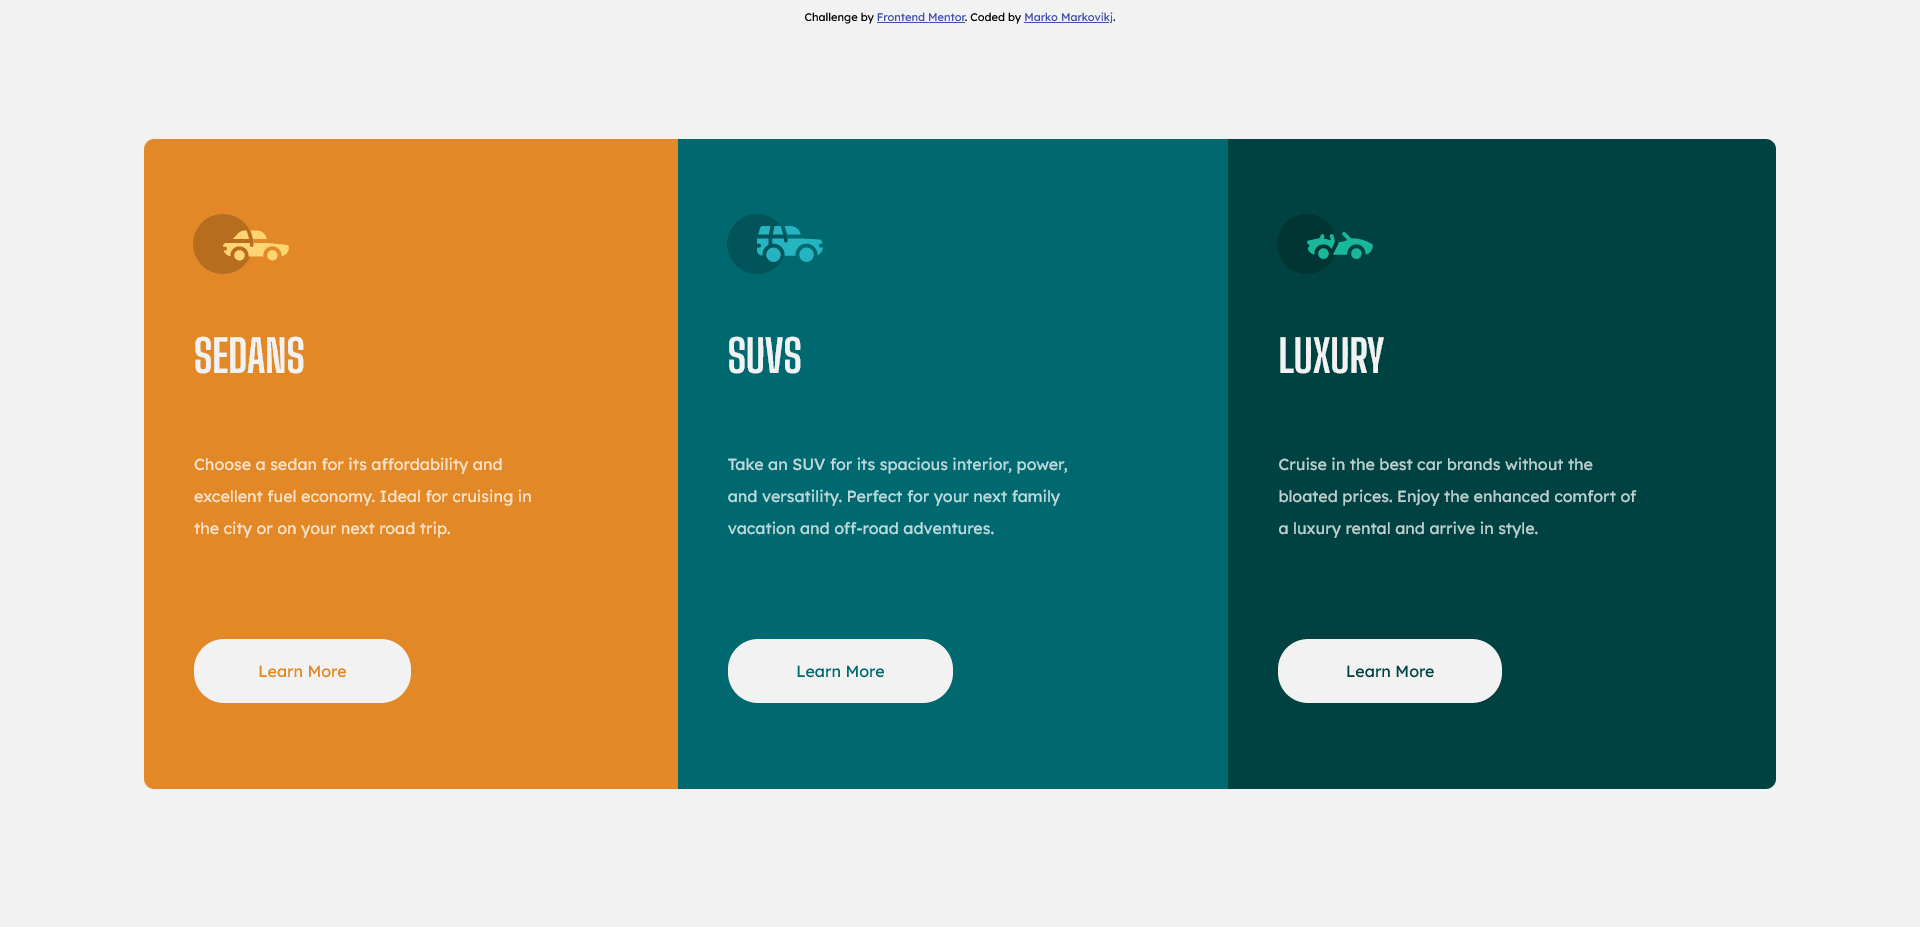 Challenge by Frontend Mentor. Coded by Marko Markovikj.
SEDANS
Choose a sedan for its affordability and
excellent fuel economy. Ideal for cruising in
the city or on your next road trip.
Learn More
SUVS
Take an SUV for its spacious interior, power,
and versatility. Perfect for your next family
vacation and off-road adventures.
Learn More
LUXURY
Cruise in the best car brands without the
bloated prices. Enjoy the enhanced comfort of
a luxury rental and arrive in style.
Learn More